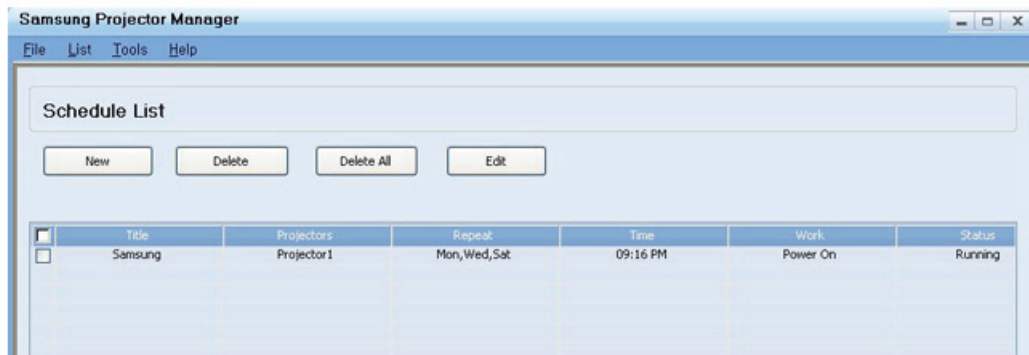 Samsung Projector Manager
File List Tools Help
Schedule List
New Delete Delete All Edit
Title Projectors Repeat Time Work Status
Samsung Projector1 Mon,Wed,Sat 09:16 PM Power On Running